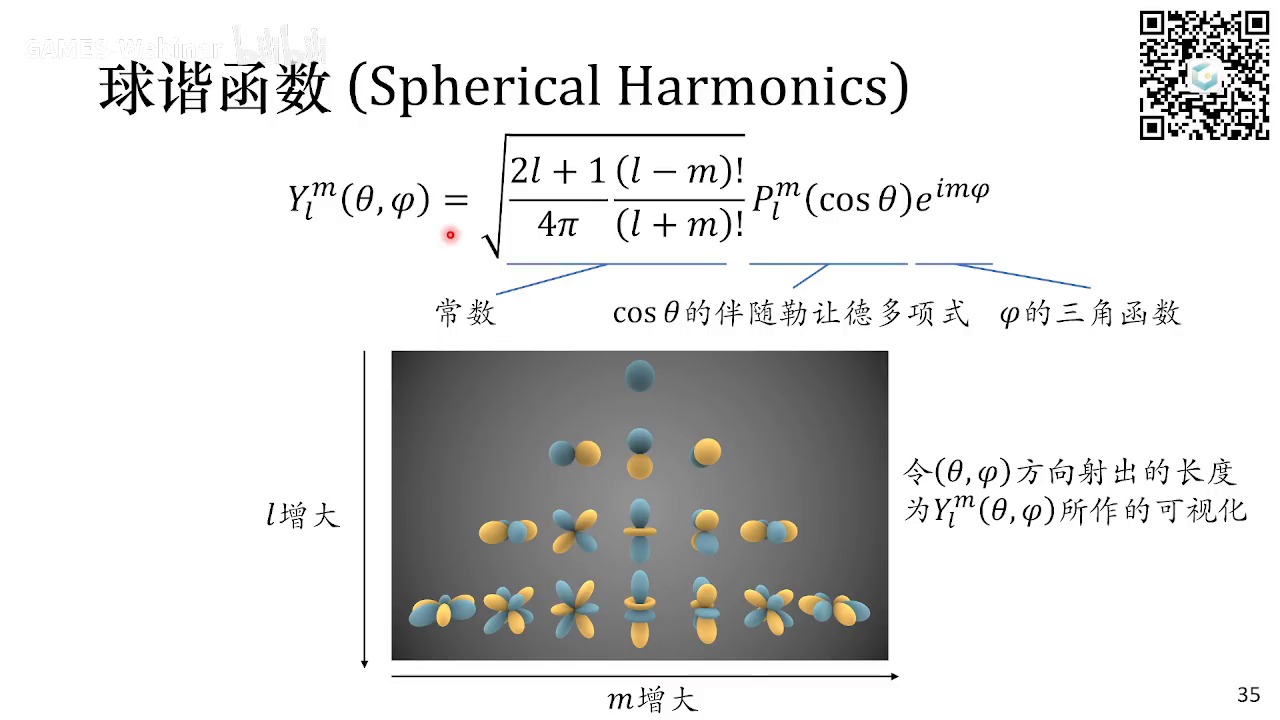 GAMES-Webinar
球谐函数 (Spherical Harmonics)
$Y_l^m(\theta,\varphi) = \sqrt{\frac{2l+1}{4\pi}\frac{(l-m)!}{(l+m)!}} P_l^m(\cos\theta)e^{im\varphi}$
常数 cos θ的伴随勒让德多项式 φ的三角函数
l增大
令(θ, φ)方向射出的长度
为$Y_l^m(\theta,\varphi)$所作的可视化
m增大
35